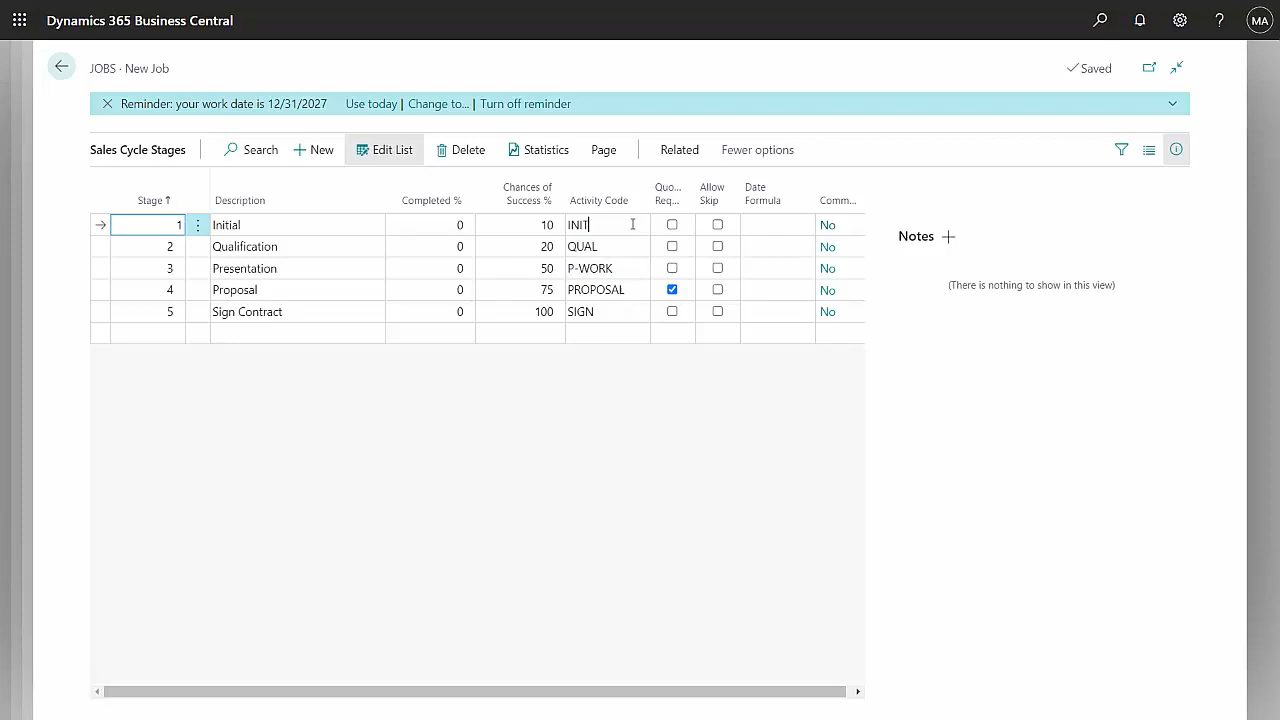 Dynamics 365 Business Central
MA
JOBS · New Job
Saved
Reminder: your work date is 12/31/2027 Use today | Change to... | Turn off reminder
Sales Cycle Stages Search New Edit List Delete Statistics Page Related Fewer options
Stage ↑ Description Completed % Chances of Success % Activity Code Quo... Req... Allow Skip Date Formula Comm...
1 Initial 0 10 INIT No
2 Qualification 0 20 QUAL No
3 Presentation 0 50 P-WORK No
4 Proposal 0 75 PROPOSAL No
5 Sign Contract 0 100 SIGN No
Notes
(There is nothing to show in this view)